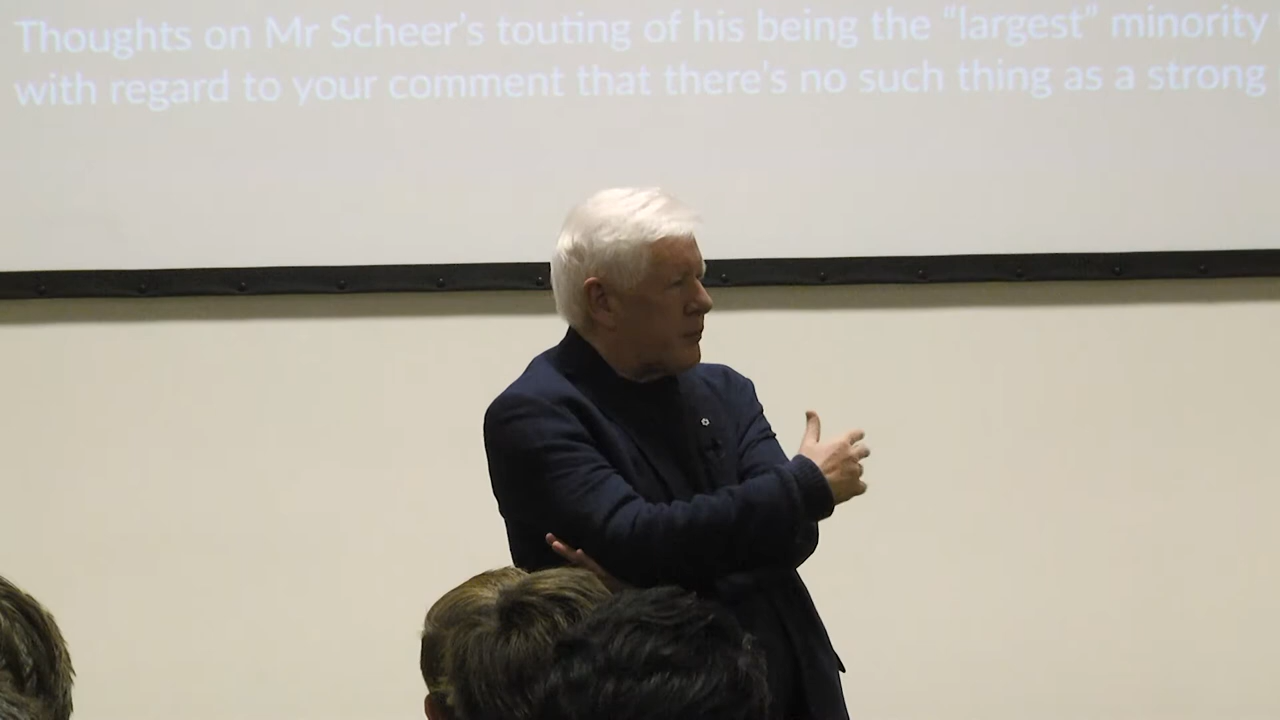 Thoughts on Mr Scheer's touting of his being the "largest" minority
with regard to your comment that there's no such thing as a strong